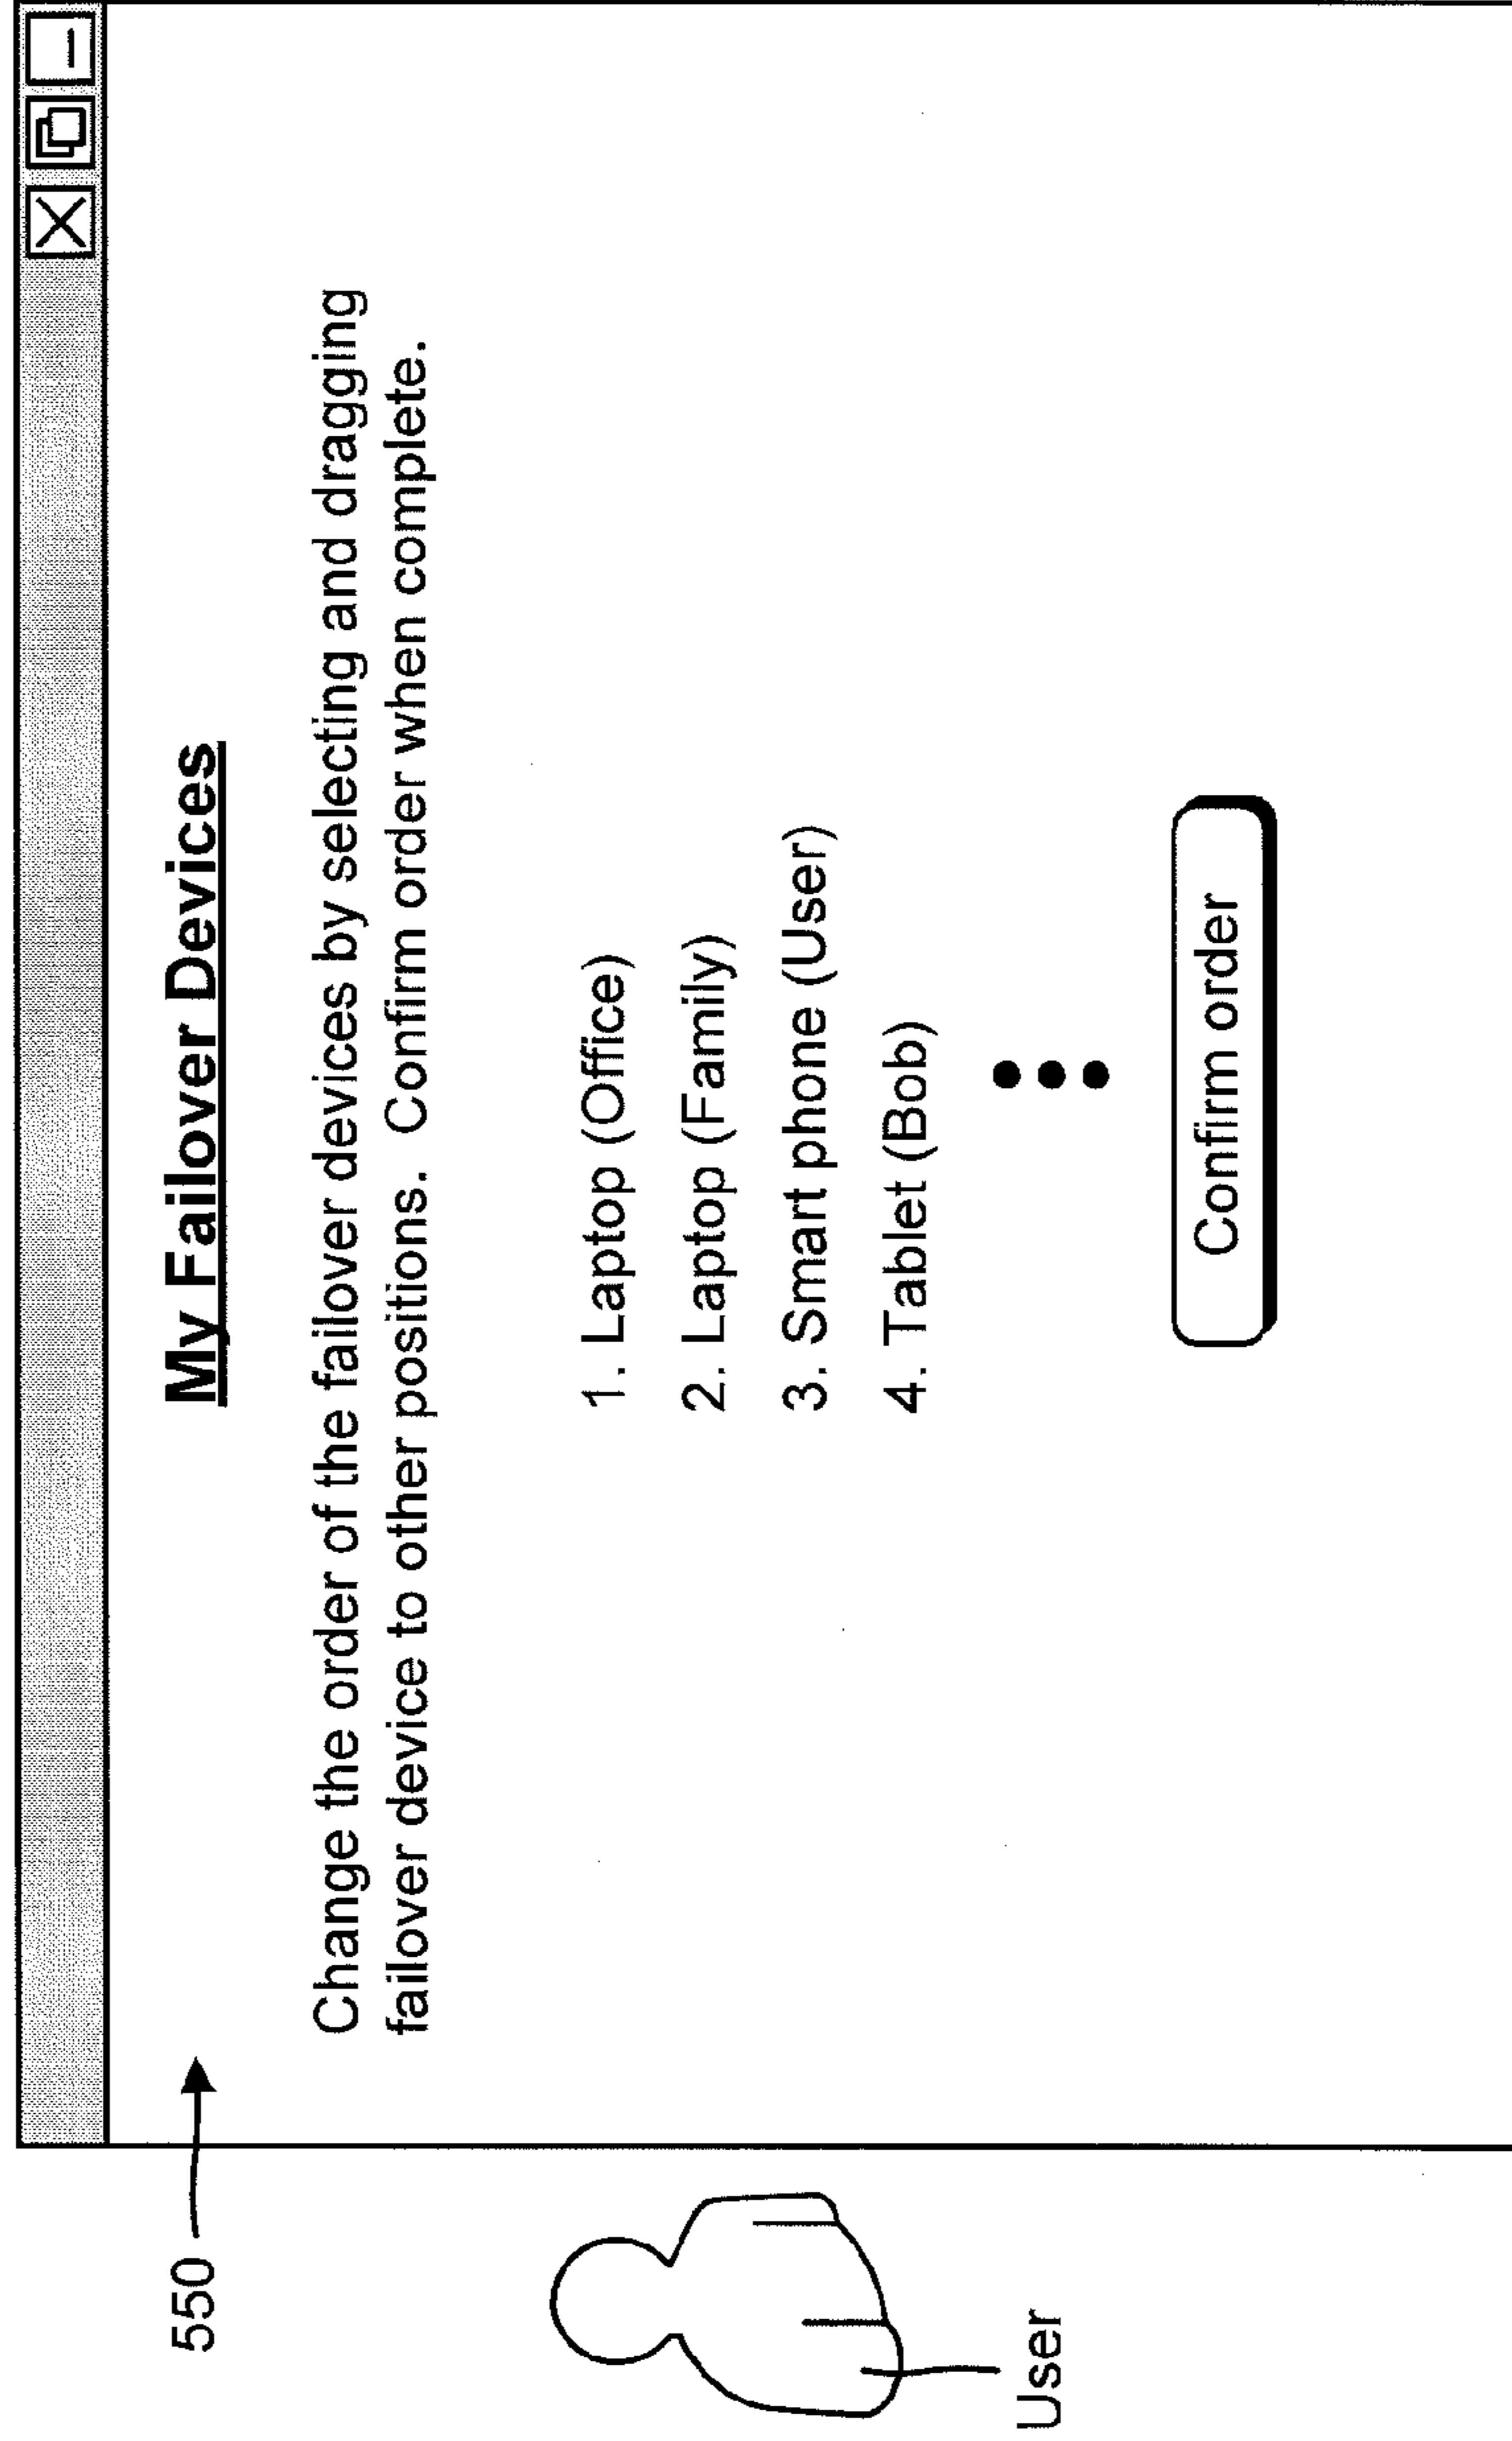 550
My Failover Devices
Change the order of the failover devices by selecting and dragging
failover device to other positions. Confirm order when complete.
1. Laptop (Office)
2. Laptop (Family)
3. Smart phone (User)
4. Tablet (Bob)
Confirm order
User